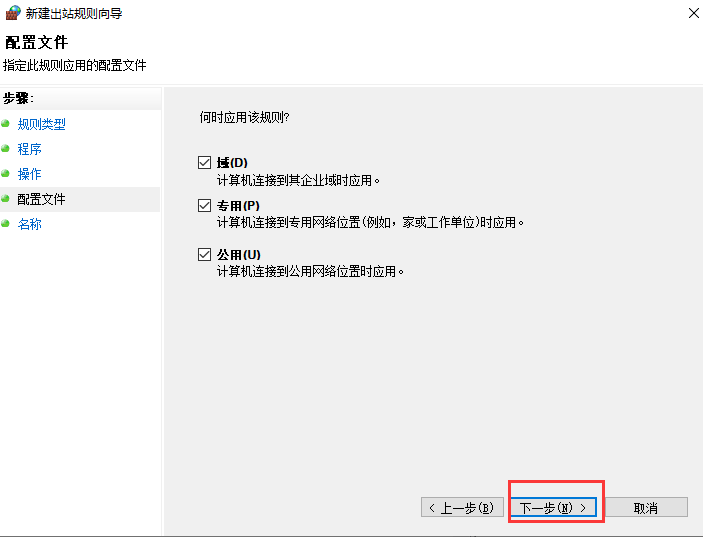 新建出站规则向导
配置文件
指定此规则应用的配置文件
步骤:
规则类型
程序
操作
配置文件
名称
何时应用该规则?
域(D)
计算机连接到其企业域时应用。
专用(P)
计算机连接到专用网络位置(例如，家或工作单位)时应用。
公用(U)
计算机连接到公用网络位置时应用。
< 上一步(B) 下一步(N) > 取消